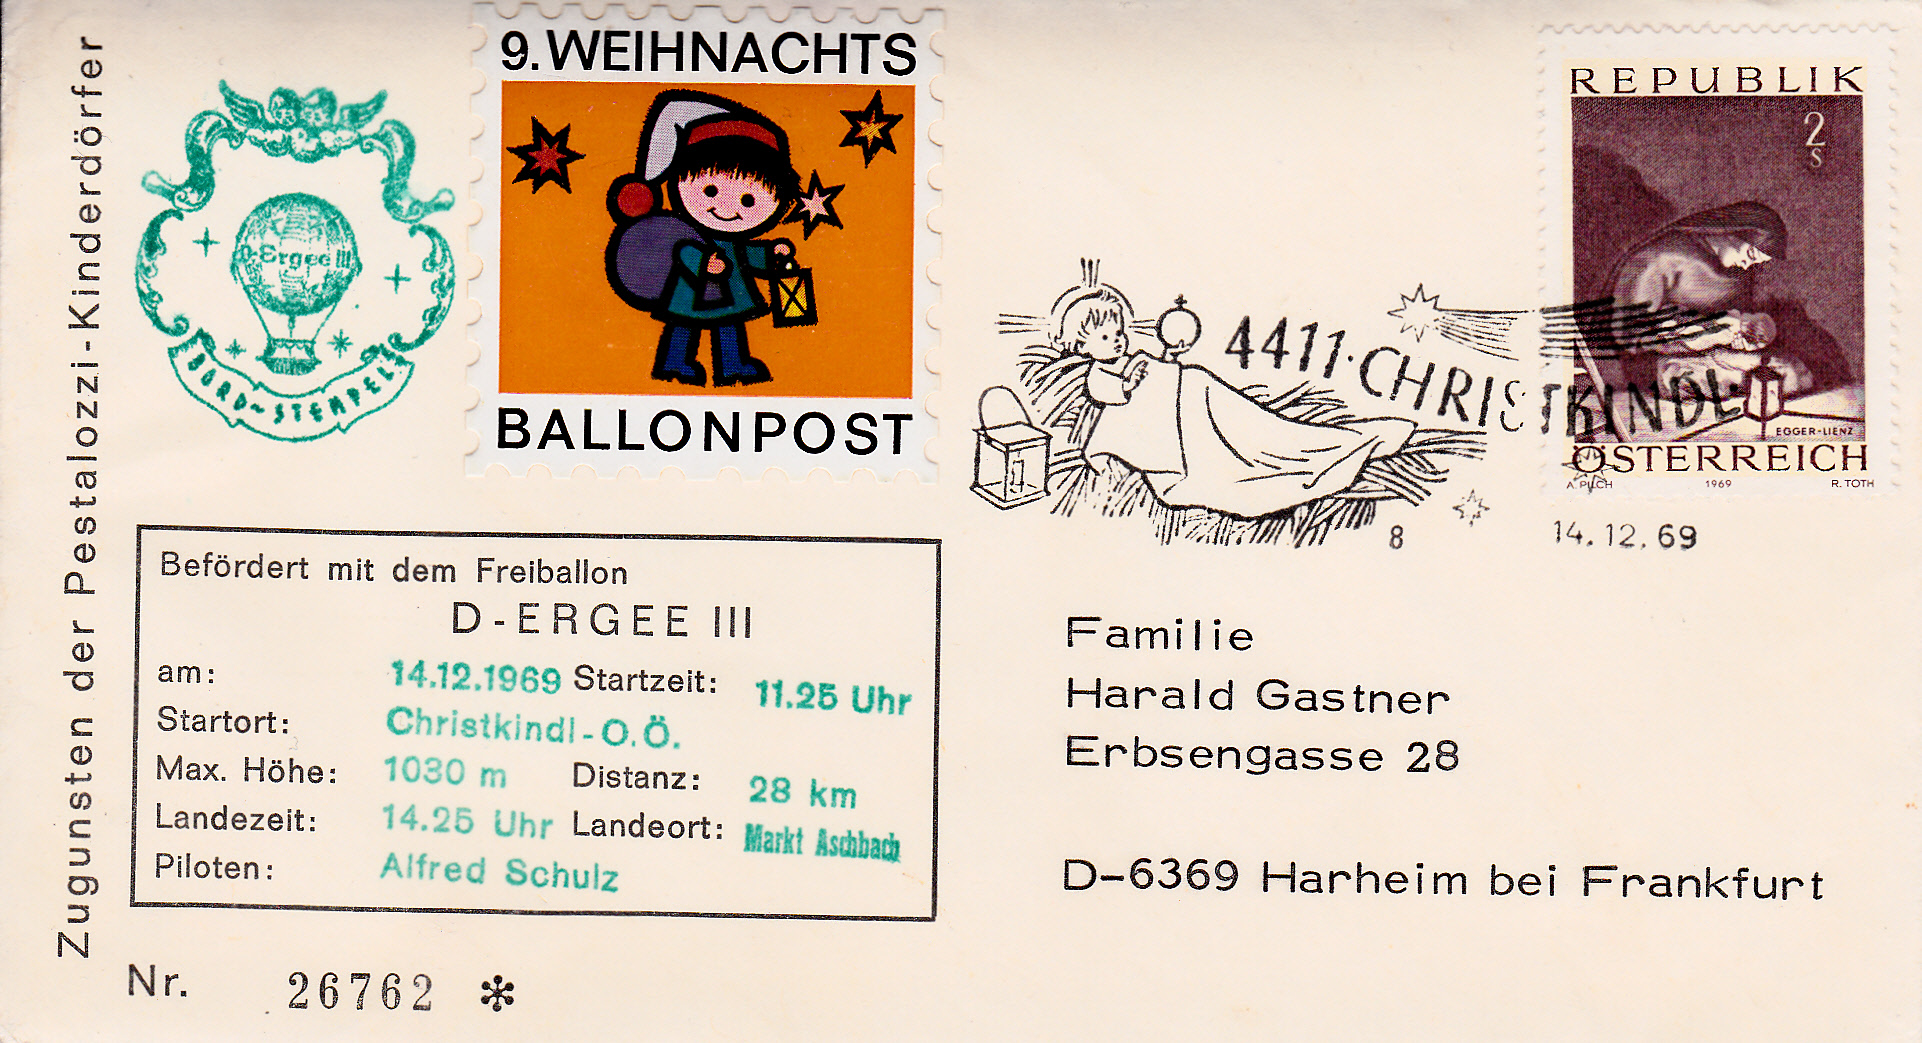 Zugunsten der Pestalozzi-Kinderdörfer
D-Ergee III
BORD-STEMPEL
9. WEIHNACHTS
BALLONPOST
4411·CHRISTKINDL·
8
14.12.69
REPUBLIK
2
S
EGGER-LIENZ
ÖSTERREICH
A. PILCH 1969 R. TOTH
Befördert mit dem Freiballon
D-ERGEE III
am: 14.12.1969 Startzeit: 11.25 Uhr
Startort: Christkindl-O.Ö.
Max. Höhe: 1030 m Distanz: 28 km
Landezeit: 14.25 Uhr Landeort: Markt Aschbach
Piloten: Alfred Schulz
Nr. 26762 *
Familie
Harald Gastner
Erbsengasse 28
D-6369 Harheim bei Frankfurt